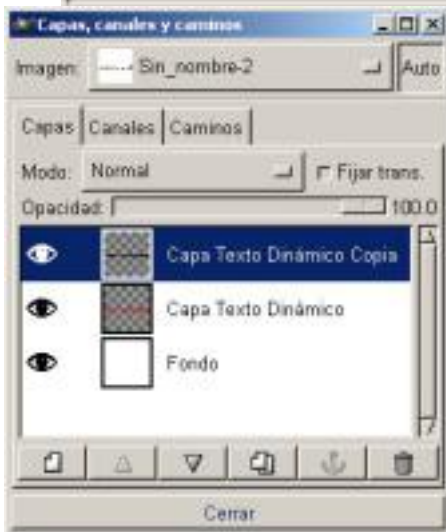 Capas, canales y caminos
Imagen: Sin_nombre-2 Auto
Capas Canales Caminos
Modo: Normal Fijar trans.
Opacidad: 100.0
Capa Texto Dinámico Copia
Capa Texto Dinámico
Fondo
Cerrar